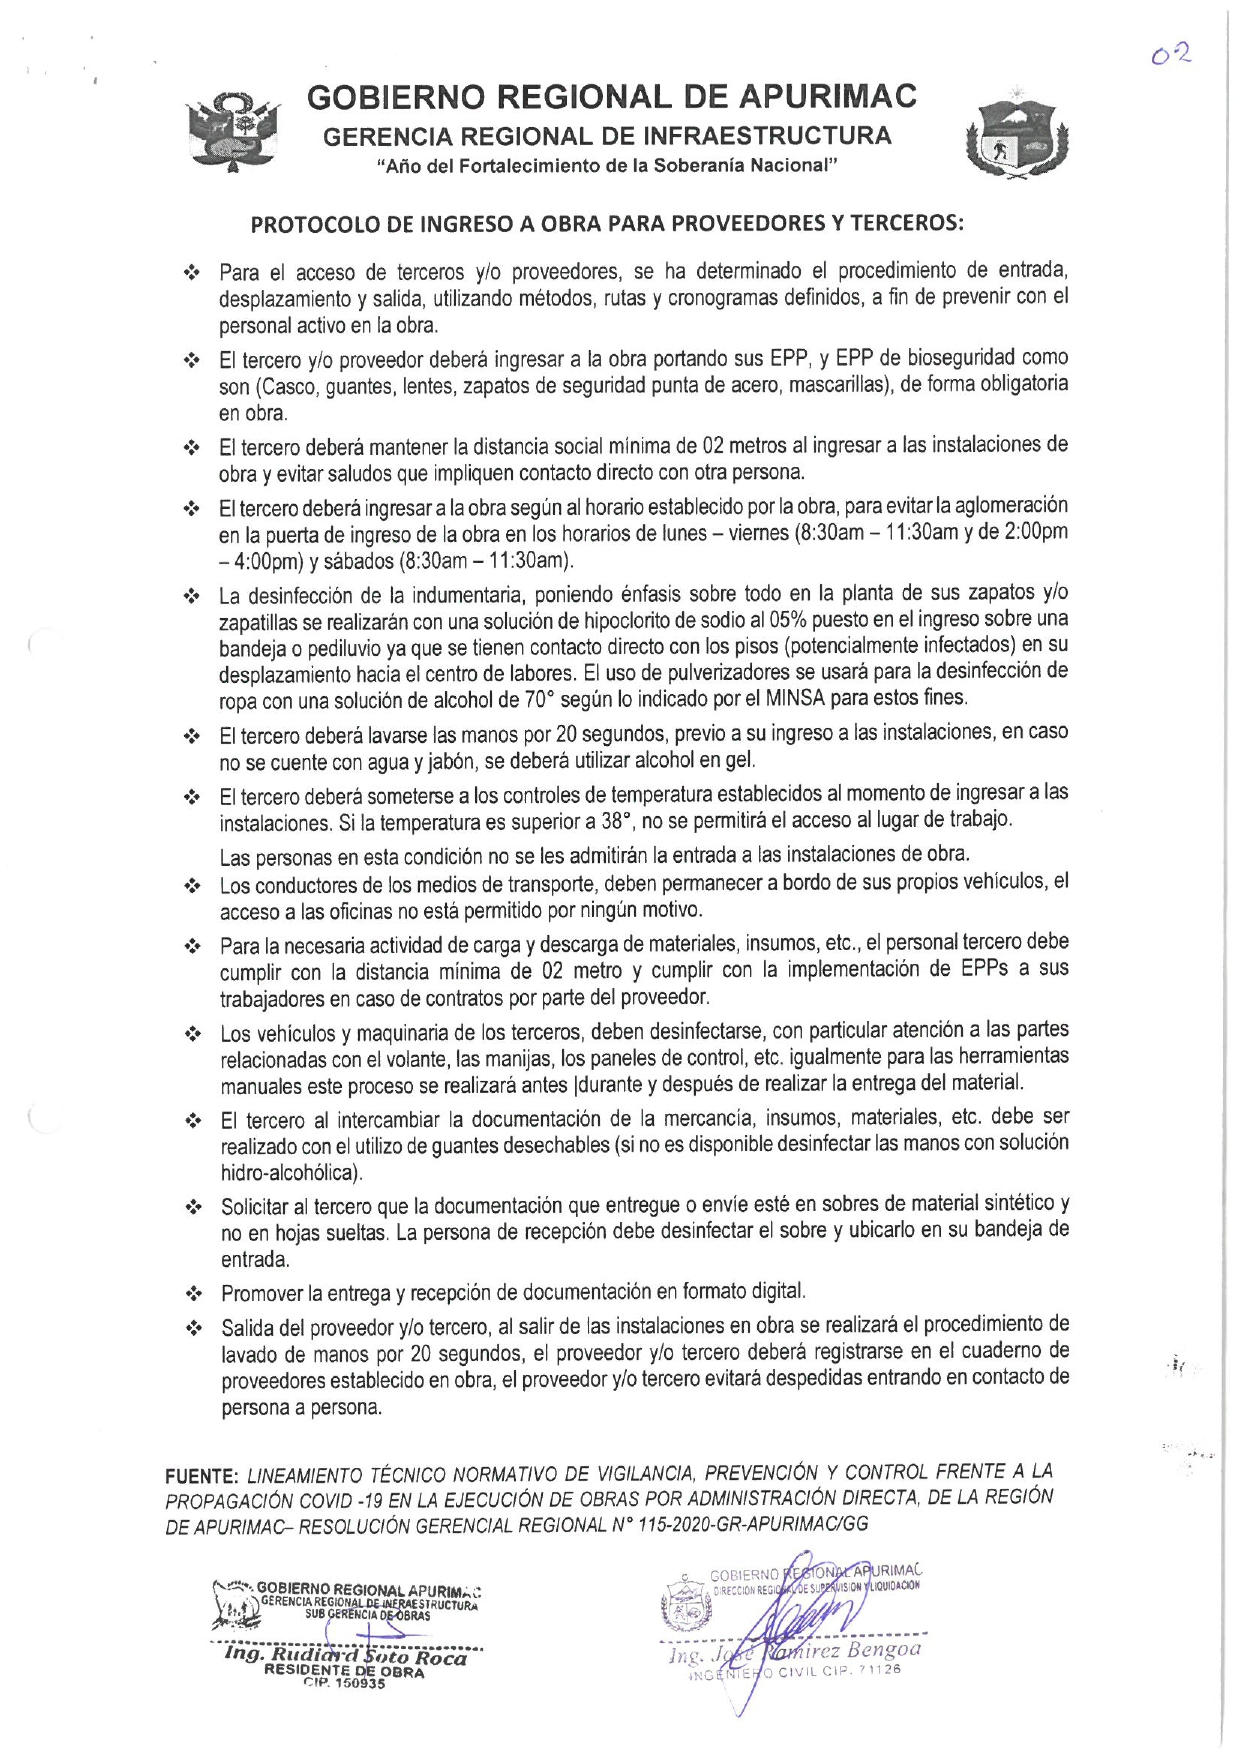 02
GOBIERNO REGIONAL DE APURIMAC
GERENCIA REGIONAL DE INFRAESTRUCTURA
“Año del Fortalecimiento de la Soberanía Nacional”
PROTOCOLO DE INGRESO A OBRA PARA PROVEEDORES Y TERCEROS:
❖ Para el acceso de terceros y/o proveedores, se ha determinado el procedimiento de entrada,
desplazamiento y salida, utilizando métodos, rutas y cronogramas definidos, a fin de prevenir con el
personal activo en la obra.
❖ El tercero y/o proveedor deberá ingresar a la obra portando sus EPP, y EPP de bioseguridad como
son (Casco, guantes, lentes, zapatos de seguridad punta de acero, mascarillas), de forma obligatoria
en obra.
❖ El tercero deberá mantener la distancia social mínima de 02 metros al ingresar a las instalaciones de
obra y evitar saludos que impliquen contacto directo con otra persona.
❖ El tercero deberá ingresar a la obra según al horario establecido por la obra, para evitar la aglomeración
en la puerta de ingreso de la obra en los horarios de lunes – viernes (8:30am – 11:30am y de 2:00pm
– 4:00pm) y sábados (8:30am – 11:30am).
❖ La desinfección de la indumentaria, poniendo énfasis sobre todo en la planta de sus zapatos y/o
zapatillas se realizarán con una solución de hipoclorito de sodio al 05% puesto en el ingreso sobre una
bandeja o pediluvio ya que se tienen contacto directo con los pisos (potencialmente infectados) en su
desplazamiento hacia el centro de labores. El uso de pulverizadores se usará para la desinfección de
ropa con una solución de alcohol de 70° según lo indicado por el MINSA para estos fines.
❖ El tercero deberá lavarse las manos por 20 segundos, previo a su ingreso a las instalaciones, en caso
no se cuente con agua y jabón, se deberá utilizar alcohol en gel.
❖ El tercero deberá someterse a los controles de temperatura establecidos al momento de ingresar a las
instalaciones. Si la temperatura es superior a 38°, no se permitirá el acceso al lugar de trabajo.
Las personas en esta condición no se les admitirán la entrada a las instalaciones de obra.
❖ Los conductores de los medios de transporte, deben permanecer a bordo de sus propios vehículos, el
acceso a las oficinas no está permitido por ningún motivo.
❖ Para la necesaria actividad de carga y descarga de materiales, insumos, etc., el personal tercero debe
cumplir con la distancia mínima de 02 metro y cumplir con la implementación de EPPs a sus
trabajadores en caso de contratos por parte del proveedor.
❖ Los vehículos y maquinaria de los terceros, deben desinfectarse, con particular atención a las partes
relacionadas con el volante, las manijas, los paneles de control, etc. igualmente para las herramientas
manuales este proceso se realizará antes |durante y después de realizar la entrega del material.
❖ El tercero al intercambiar la documentación de la mercancía, insumos, materiales, etc. debe ser
realizado con el utilizo de guantes desechables (si no es disponible desinfectar las manos con solución
hidro-alcohólica).
❖ Solicitar al tercero que la documentación que entregue o envíe esté en sobres de material sintético y
no en hojas sueltas. La persona de recepción debe desinfectar el sobre y ubicarlo en su bandeja de
entrada.
❖ Promover la entrega y recepción de documentación en formato digital.
❖ Salida del proveedor y/o tercero, al salir de las instalaciones en obra se realizará el procedimiento de
lavado de manos por 20 segundos, el proveedor y/o tercero deberá registrarse en el cuaderno de
proveedores establecido en obra, el proveedor y/o tercero evitará despedidas entrando en contacto de
persona a persona.
FUENTE: LINEAMIENTO TÉCNICO NORMATIVO DE VIGILANCIA, PREVENCIÓN Y CONTROL FRENTE A LA
PROPAGACIÓN COVID -19 EN LA EJECUCIÓN DE OBRAS POR ADMINISTRACIÓN DIRECTA, DE LA REGIÓN
DE APURIMAC– RESOLUCIÓN GERENCIAL REGIONAL N° 115-2020-GR-APURIMAC/GG
GOBIERNO REGIONAL APURIMAC
GERENCIA REGIONAL DE INFRAESTRUCTURA
SUB GERENCIA DE OBRAS
Ing. Rudiard Soto Roca
RESIDENTE DE OBRA
CIP. 150935
GOBIERNO REGIONAL APURIMAC
DIRECCION REGIONAL DE SUPERVISION Y LIQUIDACION
Ing. José Ramirez Bengoa
INGENIERO CIVIL CIP. 71126